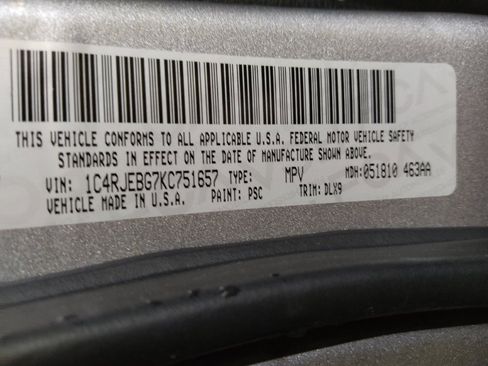 THIS VEHICLE CONFORMS TO ALL APPLICABLE U.S.A. FEDERAL MOTOR VEHICLE SAFETY
STANDARDS IN EFFECT ON THE DATE OF MANUFACTURE SHOWN ABOVE.
VIN: 1C4RJEBG7KC751657 TYPE: MPV MDH: 051810 463AA
VEHICLE MADE IN U.S.A. PAINT: PSC TRIM: DLX9